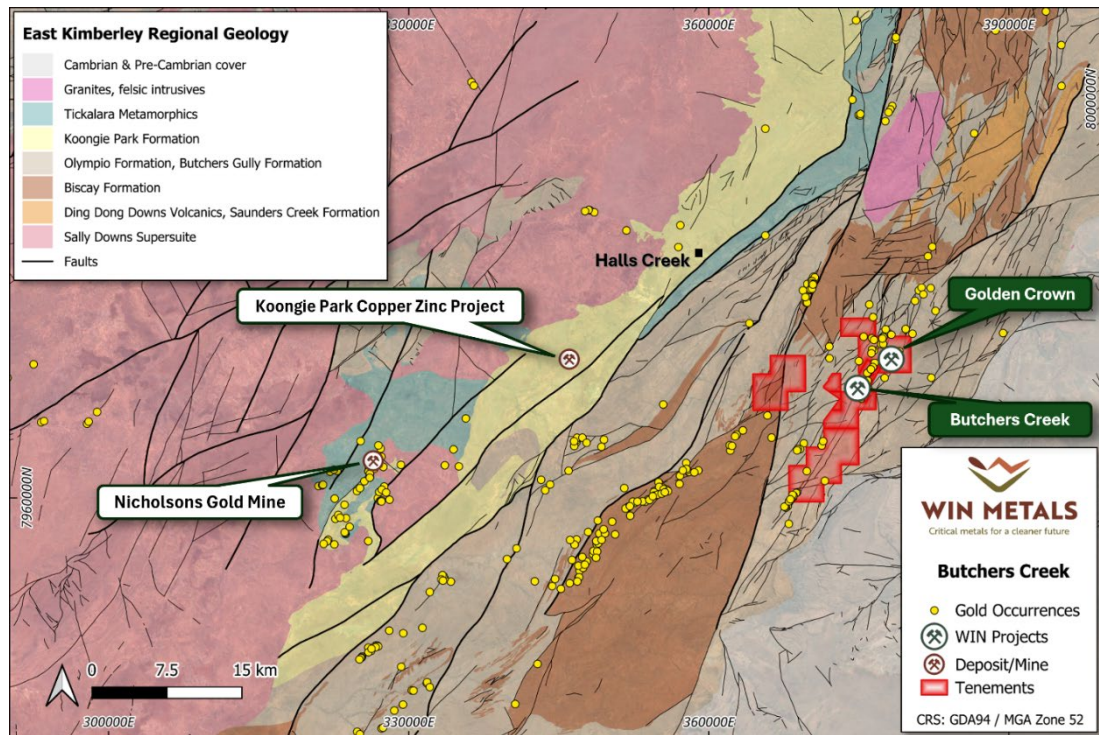 330000E
360000E
390000E
East Kimberley Regional Geology
Cambrian & Pre-Cambrian cover
Granites, felsic intrusives
Tickalara Metamorphics
Koongie Park Formation
Olympio Formation, Butchers Gully Formation
Biscay Formation
Ding Dong Downs Volcanics, Saunders Creek Formation
Sally Downs Supersuite
Faults
8000000N
Halls Creek
Koongie Park Copper Zinc Project
Golden Crown
Butchers Creek
Nicholsons Gold Mine
7960000N
WIN METALS
Critical metals for a cleaner future
Butchers Creek
Gold Occurrences
WIN Projects
Deposit/Mine
Tenements
CRS: GDA94 / MGA Zone 52
0 7.5 15 km
300000E
330000E
360000E